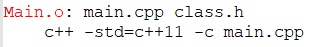 Main.o: main.cpp class.h
c++ -std=c++11 -c main.cpp